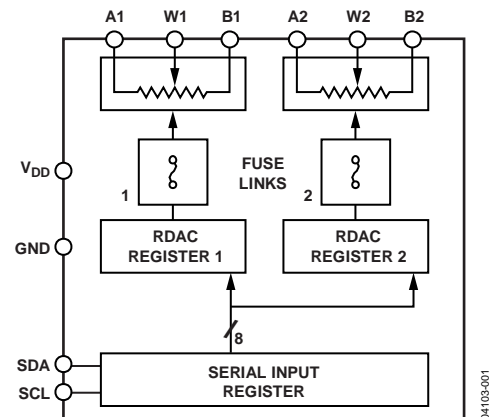 A1 W1 B1 A2 W2 B2
V_DD
FUSE
LINKS
1 2
GND
RDAC
REGISTER 1
RDAC
REGISTER 2
8
SDA
SCL
SERIAL INPUT
REGISTER
04103-001